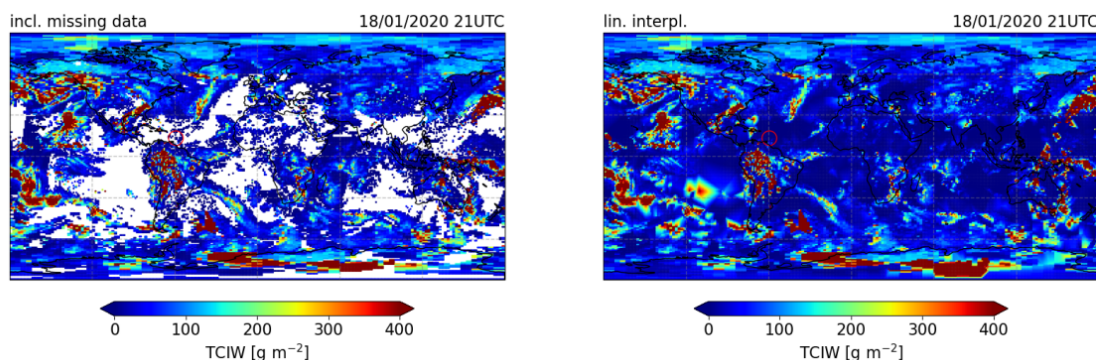 incl. missing data 18/01/2020 21UTC
lin. interpl. 18/01/2020 21UTC
0 100 200 300 400
TCIW [g m⁻²]
0 100 200 300 400
TCIW [g m⁻²]